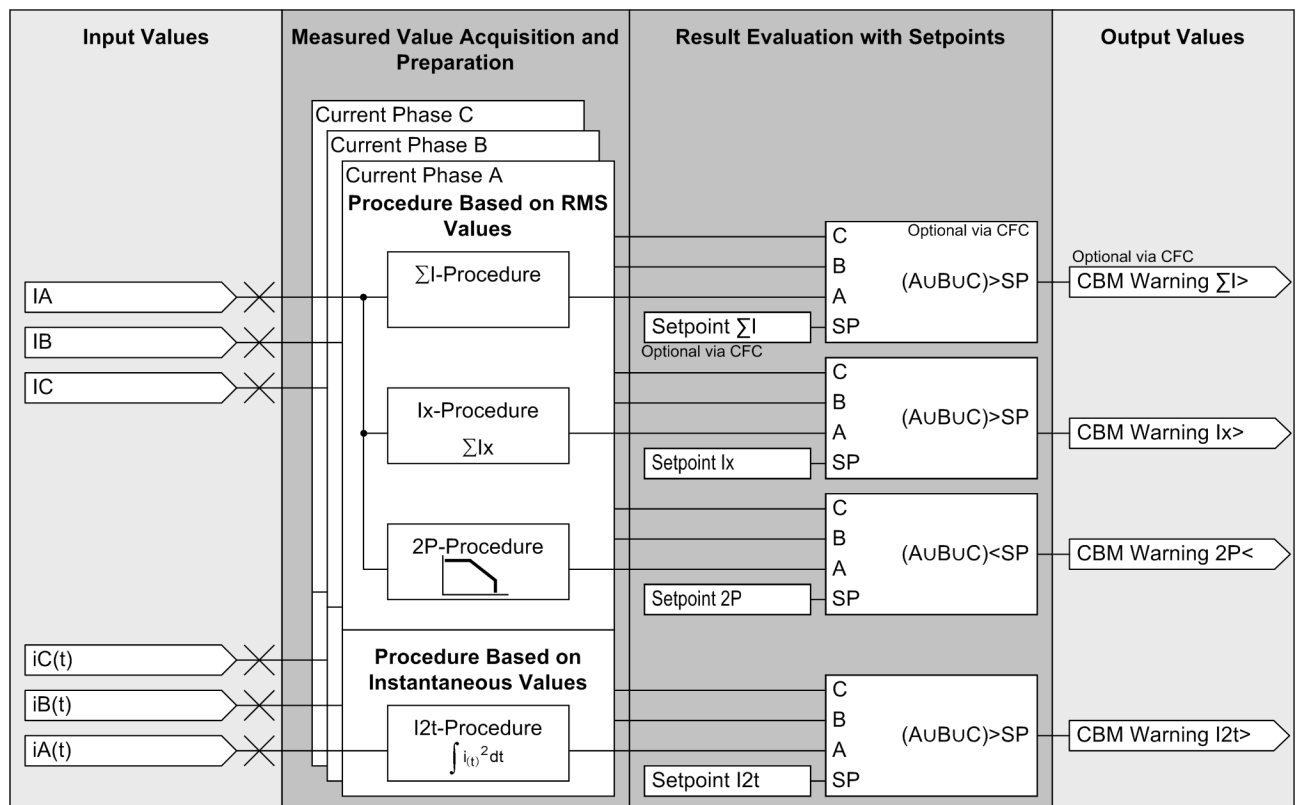 Input Values
Measured Value Acquisition and
Preparation
Result Evaluation with Setpoints
Output Values
Current Phase C
Current Phase B
Current Phase A
Procedure Based on RMS
Values
∑I-Procedure
Ix-Procedure
∑Ix
2P-Procedure
Procedure Based on
Instantaneous Values
I2t-Procedure
∫ i(t)² dt
IA
IB
IC
iC(t)
iB(t)
iA(t)
C
Optional via CFC
B
A
(A∪B∪C)>SP
Setpoint ∑I
SP
Optional via CFC
C
B
A
(A∪B∪C)>SP
Setpoint Ix
SP
C
B
A
(A∪B∪C)<SP
Setpoint 2P
SP
C
B
A
(A∪B∪C)>SP
Setpoint I2t
SP
Optional via CFC
CBM Warning ∑I>
CBM Warning Ix>
CBM Warning 2P<
CBM Warning I2t>